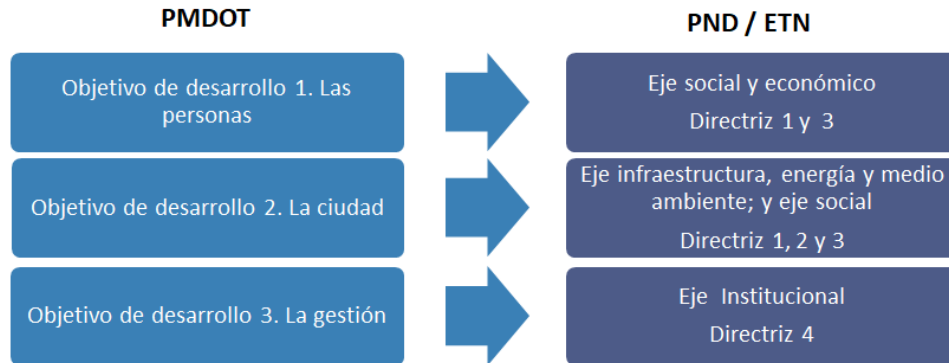 PMDOT
PND / ETN
Objetivo de desarrollo 1. Las
personas
Eje social y económico
Directriz 1 y 3
Objetivo de desarrollo 2. La ciudad
Eje infraestructura, energía y medio
ambiente; y eje social
Directriz 1, 2 y 3
Objetivo de desarrollo 3. La gestión
Eje Institucional
Directriz 4